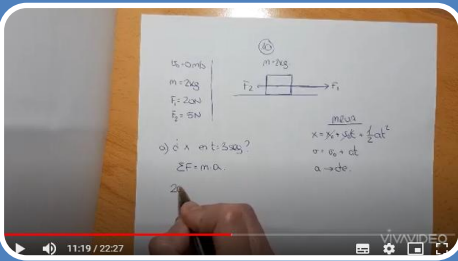 10
m=2kg
v₀=0m/s
m=2kg
F₁=20N
F₂=5N
F₂ F₁
a) ¿ x en t=3seg?
ΣF=m·a.
2
mrua
x=x₀+v₀t+½at²
v=v₀+at
a→cte.
VIVAVIDEO
11:19 / 22:27